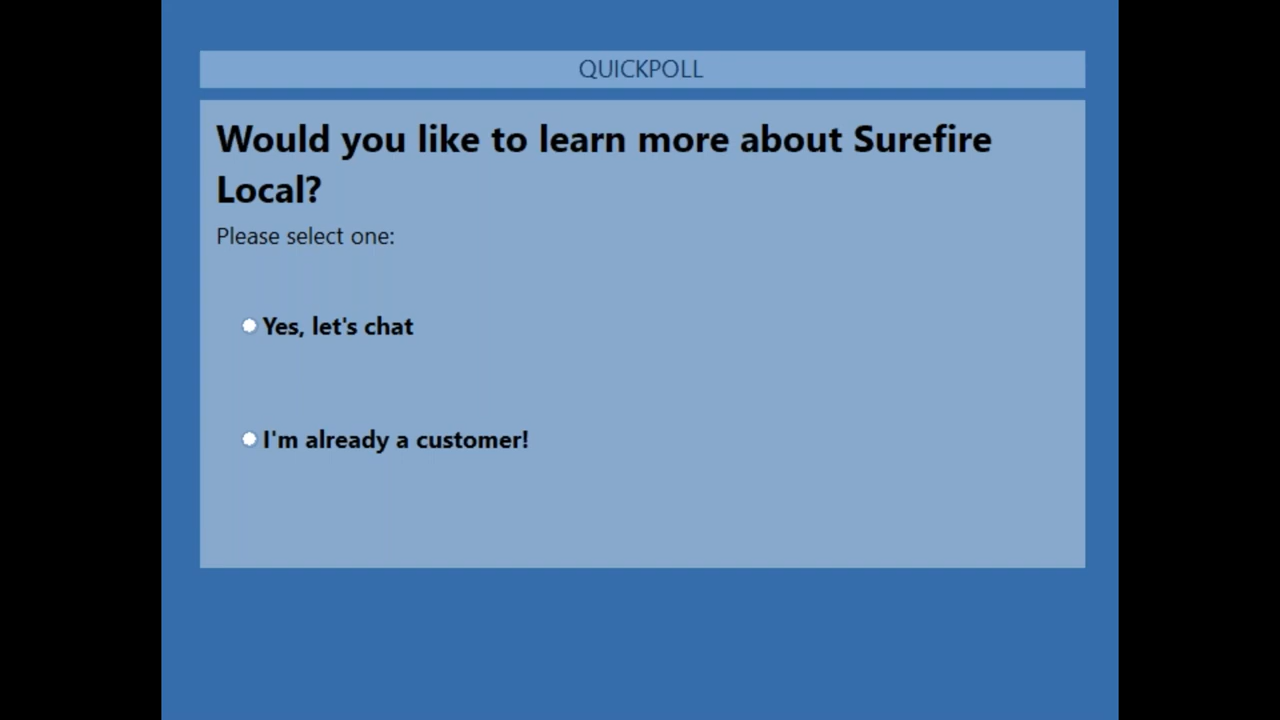 QUICKPOLL
Would you like to learn more about Surefire
Local?
Please select one:
Yes, let's chat
I'm already a customer!